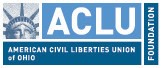 ACLU
AMERICAN CIVIL LIBERTIES UNION
of OHIO
FOUNDATION